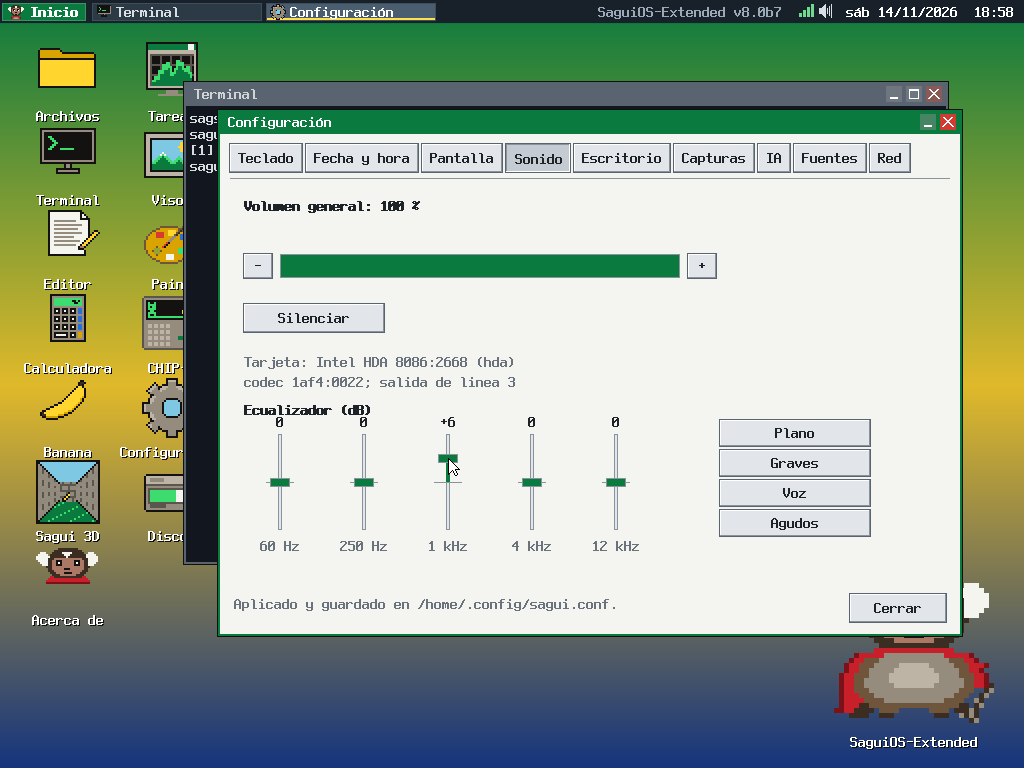 Inicio
Terminal
Configuración
SaguiOS-Extended v8.0b7
sáb 14/11/2026
18:58
Archivos
Terminal
Editor
Calculadora
Banana
Sagui 3D
Acerca de
Terminal
[1]
Configuración
Teclado
Fecha y hora
Pantalla
Sonido
Escritorio
Capturas
IA
Fuentes
Red
Volumen general: 100 %
-
+
Silenciar
Tarjeta: Intel HDA 8086:2668 (hda)
codec 1af4:0022; salida de linea 3
Ecualizador (dB)
0 0 +6 0 0
60 Hz 250 Hz 1 kHz 4 kHz 12 kHz
Plano
Graves
Voz
Agudos
Aplicado y guardado en /home/.config/sagui.conf.
Cerrar
SaguiOS-Extended